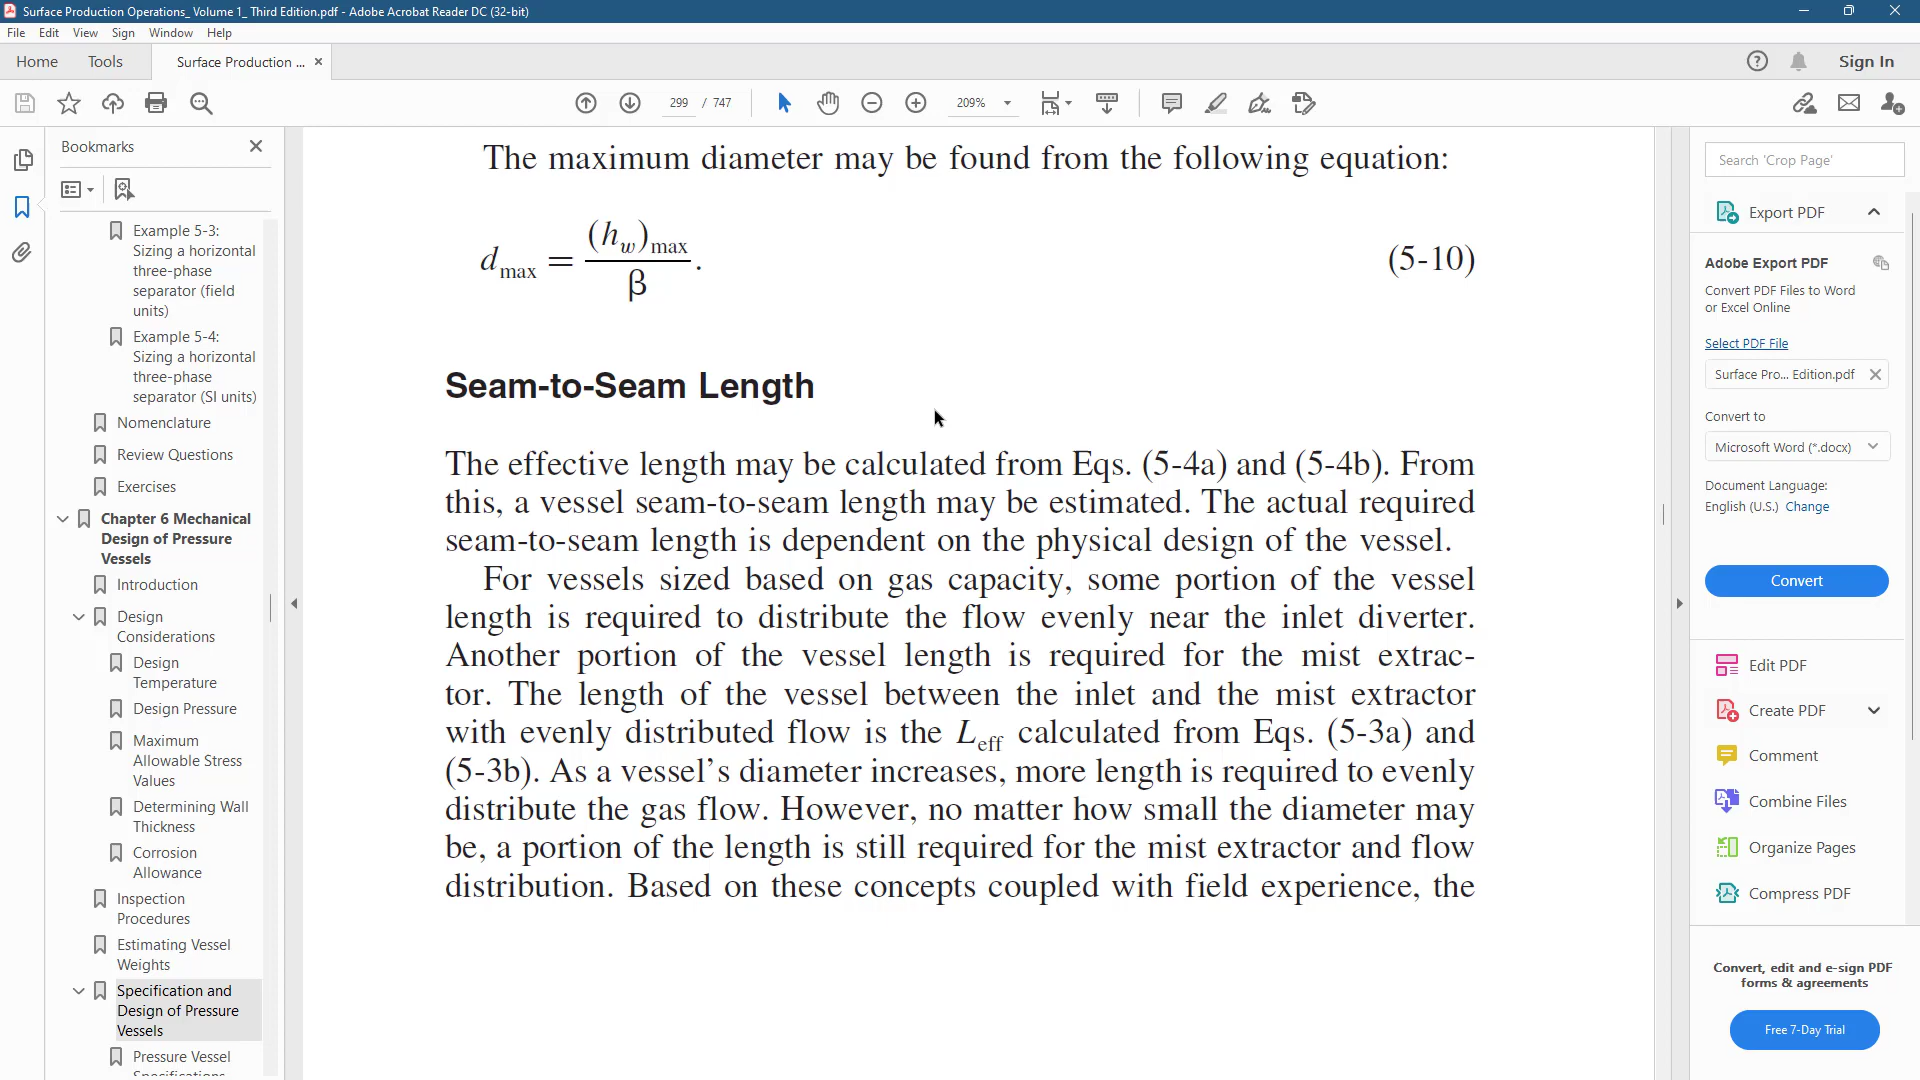 Surface Production Operations_ Volume 1_ Third Edition.pdf - Adobe Acrobat Reader DC (32-bit)
File Edit View Sign Window Help
Home Tools Surface Production ... × Sign In
299 / 747 209%
Bookmarks
Example 5-3:
Sizing a horizontal
three-phase
separator (field
units)
Example 5-4:
Sizing a horizontal
three-phase
separator (SI units)
Nomenclature
Review Questions
Exercises
Chapter 6 Mechanical
Design of Pressure
Vessels
Introduction
Design
Considerations
Design
Temperature
Design Pressure
Maximum
Allowable Stress
Values
Determining Wall
Thickness
Corrosion
Allowance
Inspection
Procedures
Estimating Vessel
Weights
Specification and
Design of Pressure
Vessels
Pressure Vessel
Specifications
The maximum diameter may be found from the following equation:
d_max = (h_w)_max / β . (5-10)
Seam-to-Seam Length
The effective length may be calculated from Eqs. (5-4a) and (5-4b). From
this, a vessel seam-to-seam length may be estimated. The actual required
seam-to-seam length is dependent on the physical design of the vessel.
For vessels sized based on gas capacity, some portion of the vessel
length is required to distribute the flow evenly near the inlet diverter.
Another portion of the vessel length is required for the mist extrac-
tor. The length of the vessel between the inlet and the mist extractor
with evenly distributed flow is the L_eff calculated from Eqs. (5-3a) and
(5-3b). As a vessel's diameter increases, more length is required to evenly
distribute the gas flow. However, no matter how small the diameter may
be, a portion of the length is still required for the mist extractor and flow
distribution. Based on these concepts coupled with field experience, the
Search 'Crop Page'
Export PDF
Adobe Export PDF
Convert PDF Files to Word
or Excel Online
Select PDF File
Surface Pro... Edition.pdf
Convert to
Microsoft Word (*.docx)
Document Language:
English (U.S.) Change
Convert
Edit PDF
Create PDF
Comment
Combine Files
Organize Pages
Compress PDF
Convert, edit and e-sign PDF
forms & agreements
Free 7-Day Trial